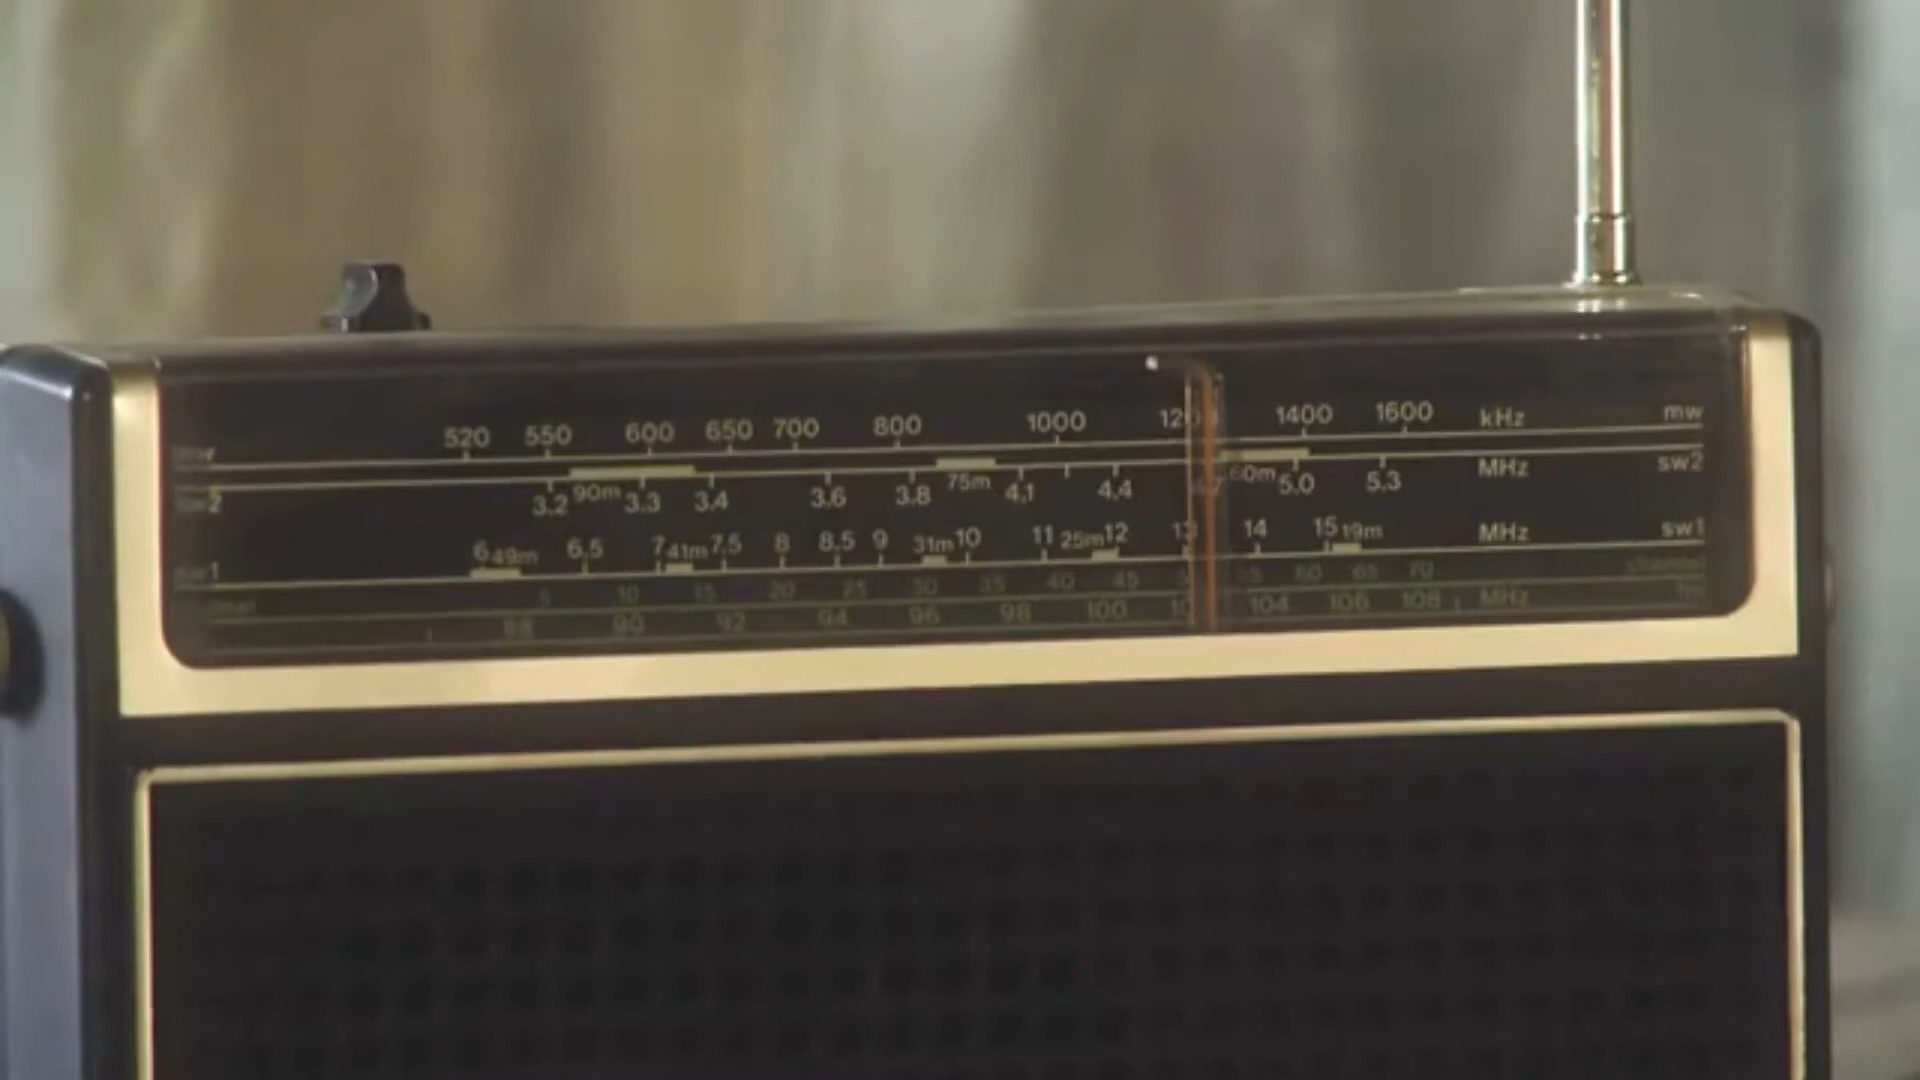 520 550 600 650 700 800 1000 120 1400 1600 kHz mw
3.2 90m 3.3 3.4 3.6 3.8 75m 4.1 4.4 60m 5.0 5.3 MHz sw2
6 49m 6.5 7 41m 7.5 8 8.5 9 31m 10 11 25m 12 13 14 15 19m MHz sw1
5 10 15 20 25 30 35 40 45 60 65 70 channel
88 90 92 94 96 98 100 10 104 106 108 MHz fm